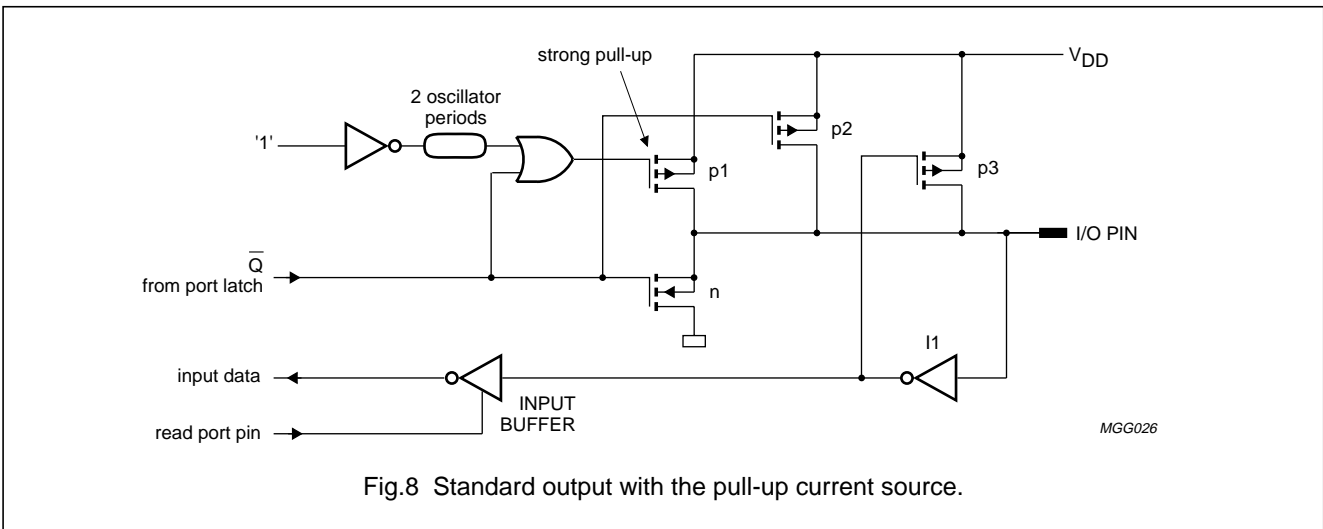 strong pull-up
VDD
2 oscillator
periods
'1'
p2
p1
p3
I/O PIN
Q
from port latch
n
I1
input data
INPUT
BUFFER
read port pin
MGG026
Fig.8 Standard output with the pull-up current source.